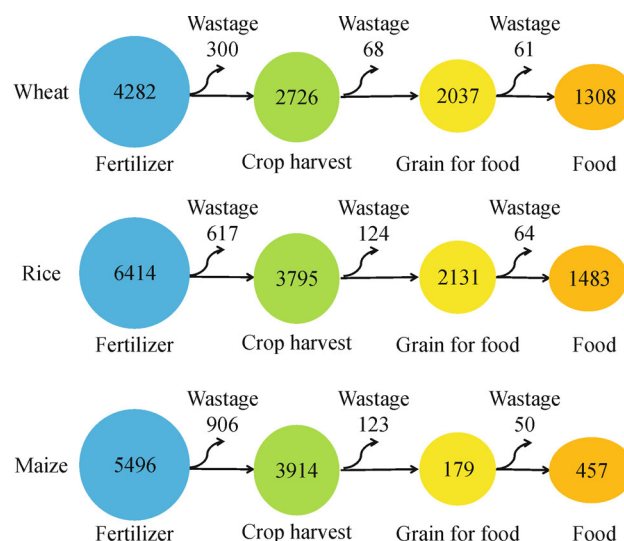 Wastage Wastage Wastage
300 68 61
Wheat 4282 2726 2037 1308
Fertilizer Crop harvest Grain for food Food
Wastage Wastage Wastage
617 124 64
Rice 6414 3795 2131 1483
Fertilizer Crop harvest Grain for food Food
Wastage Wastage Wastage
906 123 50
Maize 5496 3914 179 457
Fertilizer Crop harvest Grain for food Food